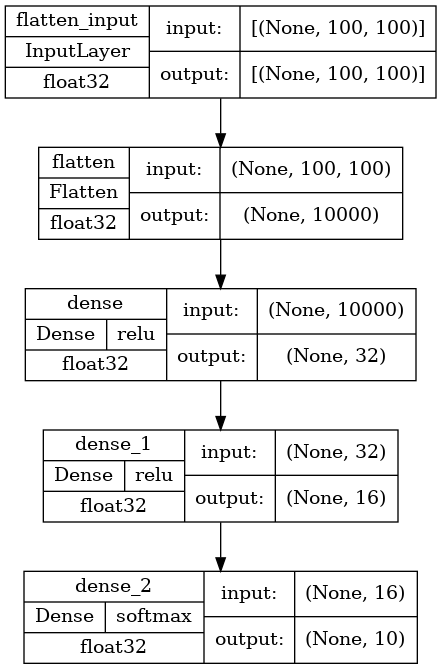 flatten_input
InputLayer
float32
input: [(None, 100, 100)]
output: [(None, 100, 100)]
flatten
Flatten
float32
input: (None, 100, 100)
output: (None, 10000)
dense
Dense relu
float32
input: (None, 10000)
output: (None, 32)
dense_1
Dense relu
float32
input: (None, 32)
output: (None, 16)
dense_2
Dense softmax
float32
input: (None, 16)
output: (None, 10)